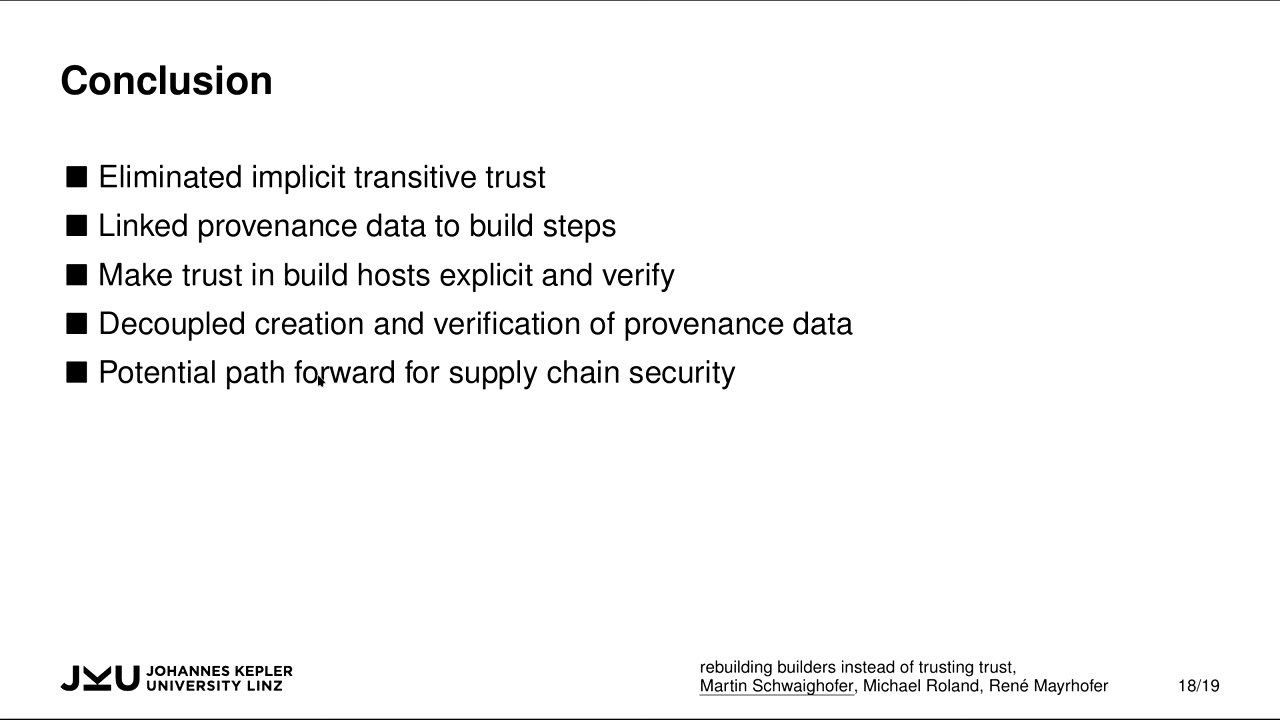 Conclusion
Eliminated implicit transitive trust
Linked provenance data to build steps
Make trust in build hosts explicit and verify
Decoupled creation and verification of provenance data
Potential path forward for supply chain security
JKU JOHANNES KEPLER
UNIVERSITY LINZ
rebuilding builders instead of trusting trust,
Martin Schwaighofer, Michael Roland, René Mayrhofer
18/19